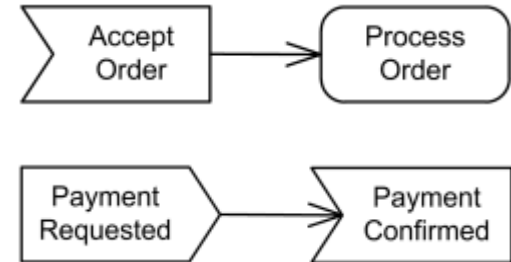 Accept
Order
Process
Order
Payment
Requested
Payment
Confirmed